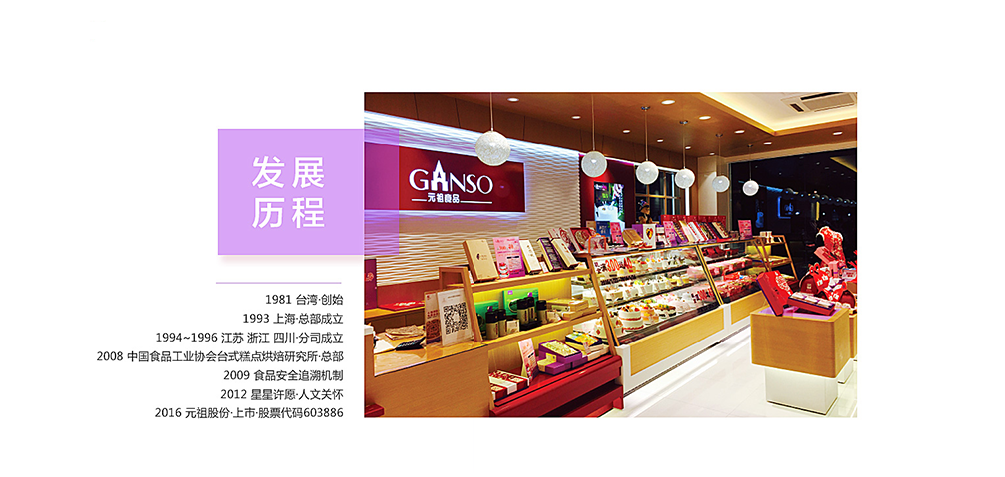 发展
历程
1981 台湾·创始
1993 上海·总部成立
1994~1996 江苏 浙江 四川·分司成立
2008 中国食品工业协会台式糕点烘焙研究所·总部
2009 食品安全追溯机制
2012 星星许愿·人文关怀
2016 元祖股份·上市·股票代码603886
GANSO
元祖食品